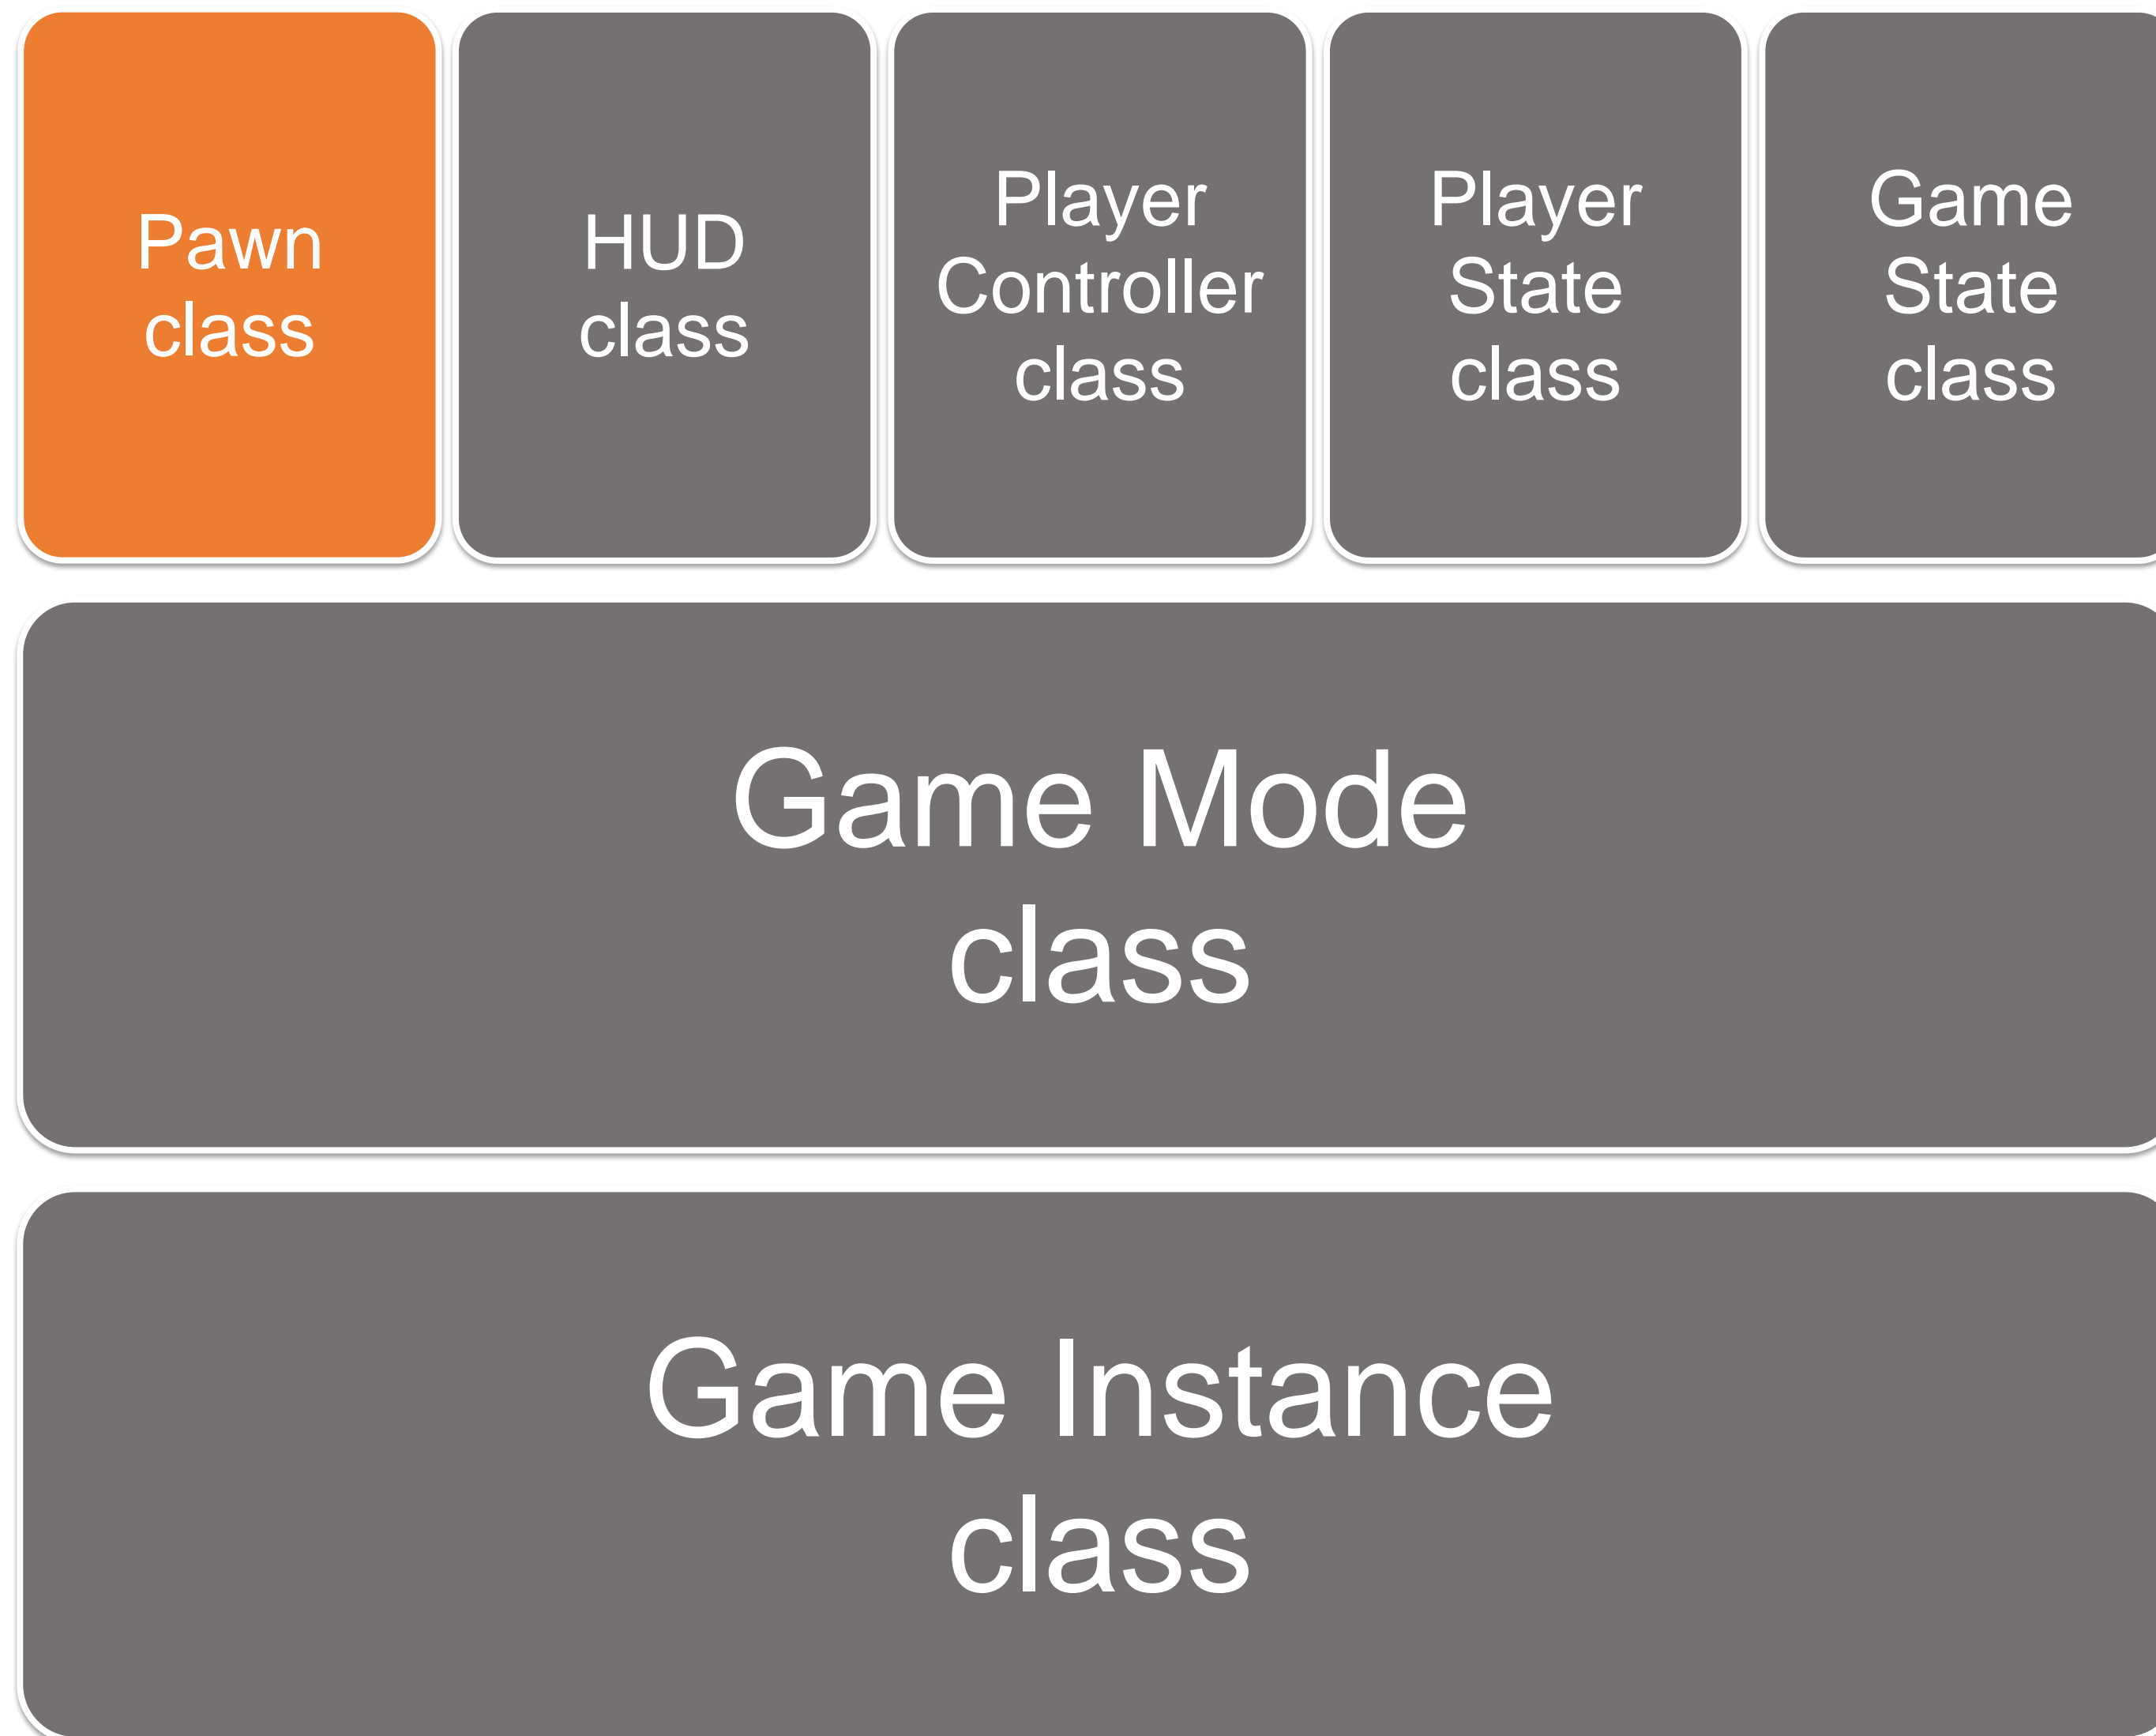 Pawn
class
HUD
class
Player
Controller
class
Player
State
class
Game
State
class
Game Mode
class
Game Instance
class